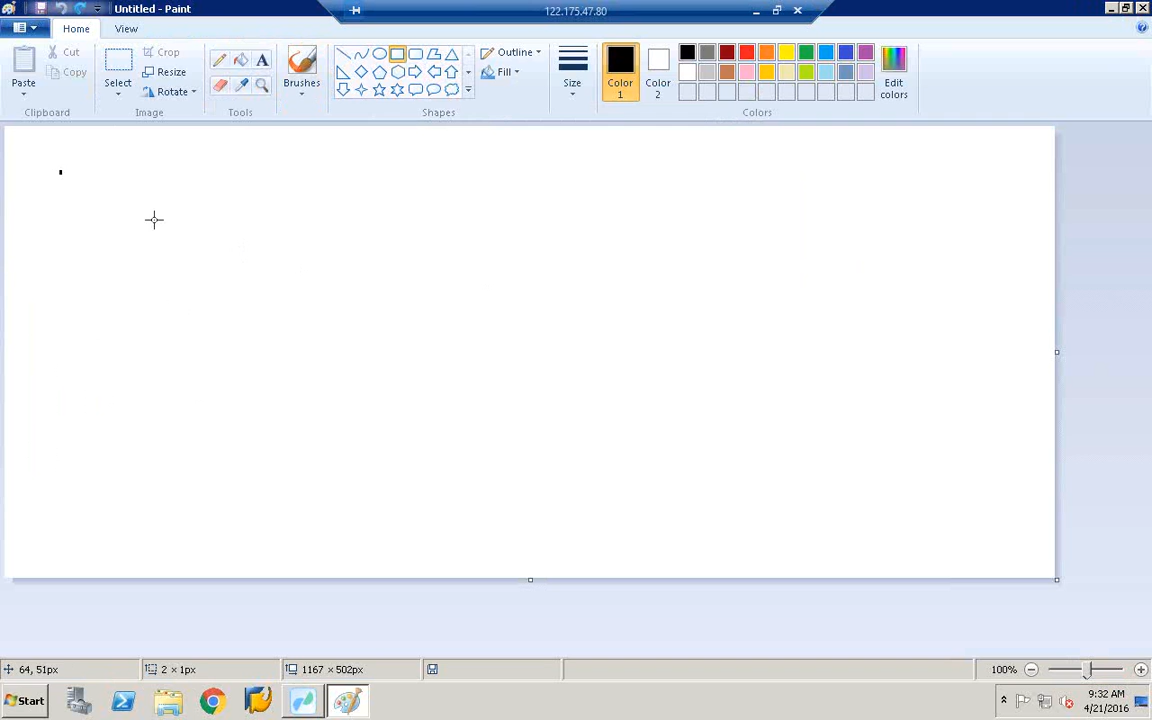 Untitled - Paint
122.175.47.80
Home
View
Paste
Cut
Copy
Clipboard
Select
Crop
Resize
Rotate
Image
A
Tools
Brushes
Outline
Fill
Shapes
Size
Color
1
Color
2
Edit
colors
Colors
64, 51px
2 × 1px
1167 × 502px
100%
Start
9:32 AM
4/21/2016